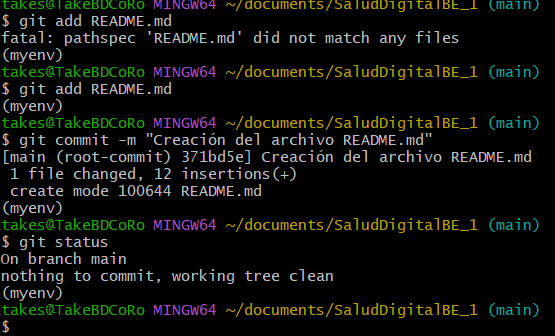 takes@TakeBDCoRo MINGW64 ~/documents/SaludDigitalBE_1 (main)
$ git add README.md
fatal: pathspec 'README.md' did not match any files
(myenv)
takes@TakeBDCoRo MINGW64 ~/documents/SaludDigitalBE_1 (main)
$ git add README.md
(myenv)
takes@TakeBDCoRo MINGW64 ~/documents/SaludDigitalBE_1 (main)
$ git commit -m "Creación del archivo README.md"
[main (root-commit) 371bd5e] Creación del archivo README.md
 1 file changed, 12 insertions(+)
 create mode 100644 README.md
(myenv)
takes@TakeBDCoRo MINGW64 ~/documents/SaludDigitalBE_1 (main)
$ git status
On branch main
nothing to commit, working tree clean
(myenv)
takes@TakeBDCoRo MINGW64 ~/documents/SaludDigitalBE_1 (main)
$